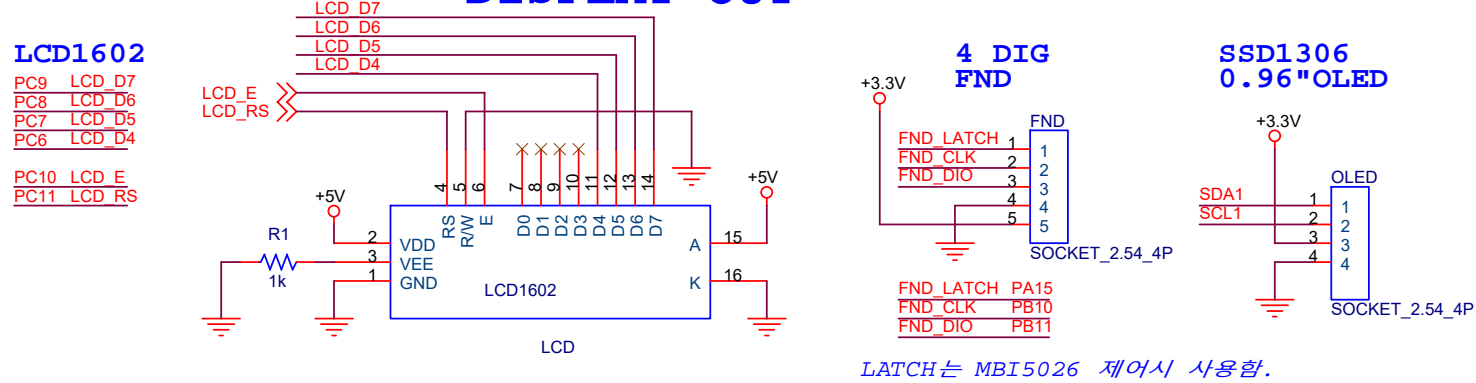 LCD1602
PC9 LCD_D7
PC8 LCD_D6
PC7 LCD_D5
PC6 LCD_D4
PC10 LCD_E
PC11 LCD_RS
LCD_D7
LCD_D6
LCD_D5
LCD_D4
LCD_E
LCD_RS
4
5
6
7
8
9
10
11
12
13
14
RS
R/W
E
D0
D1
D2
D3
D4
D5
D6
D7
+5V
R1
1k
2 VDD
3 VEE
1 GND
LCD1602
A 15
K 16
+5V
LCD
4 DIG
FND
+3.3V
FND
FND_LATCH 1 1
FND_CLK 2 2
FND_DIO 3 3
4 4
5 5
SOCKET_2.54_4P
FND_LATCH PA15
FND_CLK PB10
FND_DIO PB11
LATCH는 MBI5026 제어시 사용함.
SSD1306
0.96"OLED
+3.3V
OLED
SDA1 1 1
SCL1 2 2
3 3
4 4
SOCKET_2.54_4P